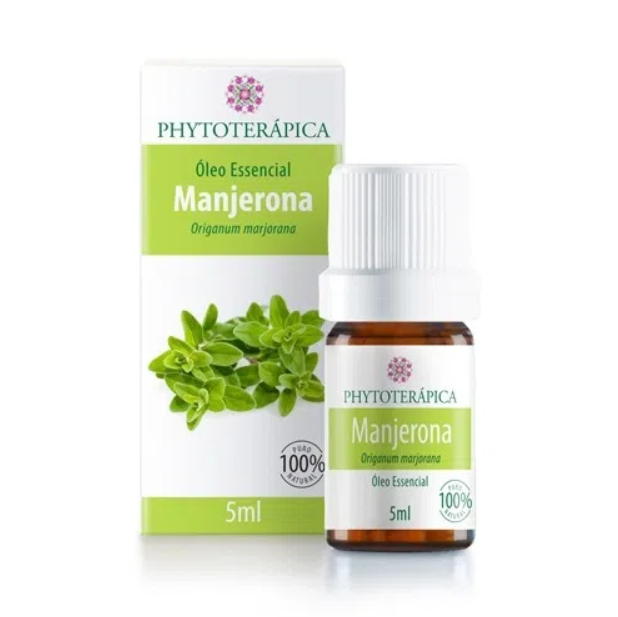 PHYTOTERÁPICA
Óleo Essencial
Manjerona
Origanum marjorana
PURO
100%
NATURAL
5ml
PHYTOTERÁPICA
Manjerona
Origanum marjorana
Óleo Essencial
PURO
100%
NATURAL
5ml